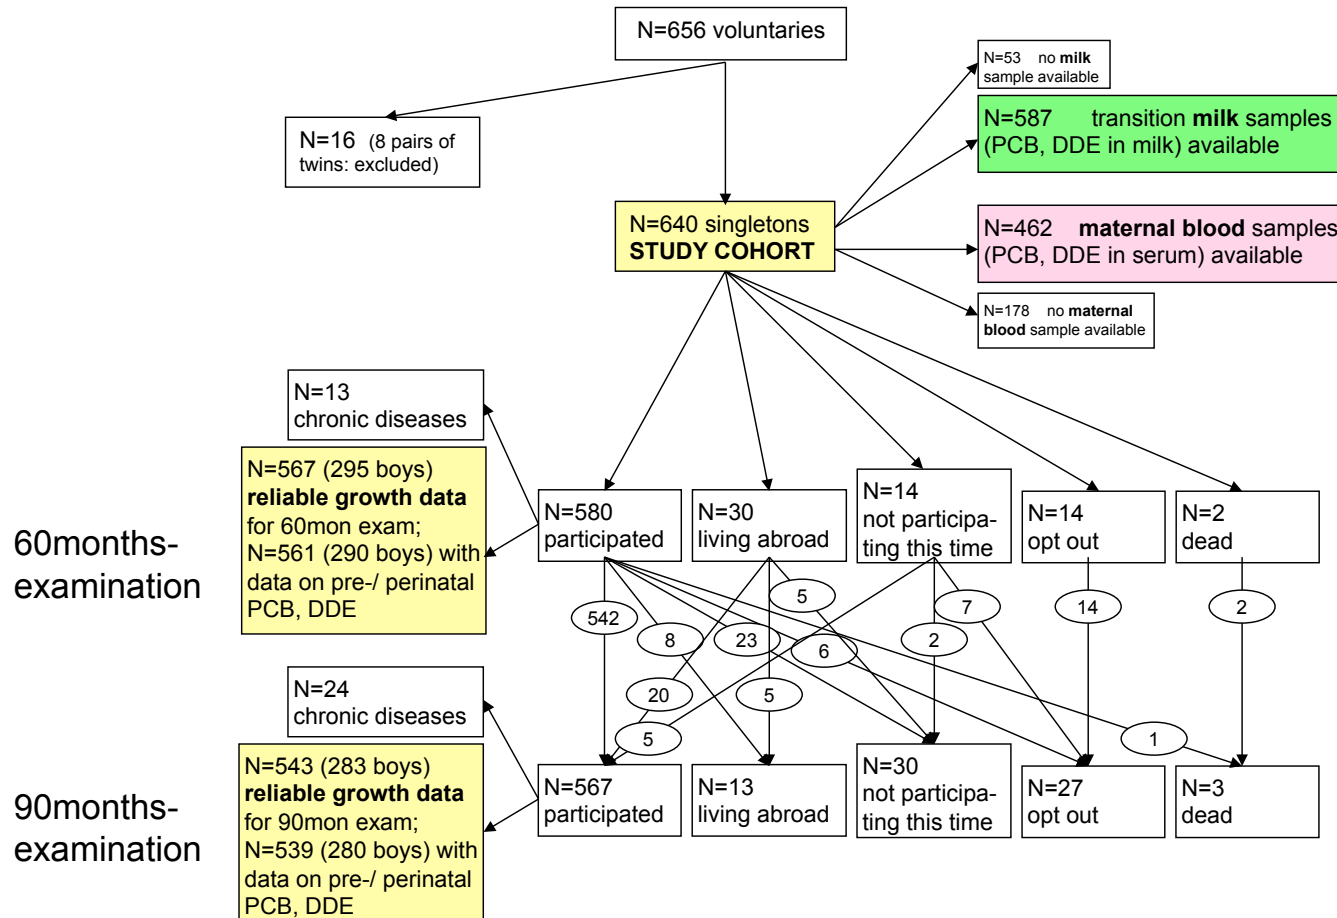 N=656 voluntaries
N=53 no milk
sample available
N=587 transition milk samples
(PCB, DDE in milk) available
N=16 (8 pairs of
twins: excluded)
N=640 singletons
STUDY COHORT
N=462 maternal blood samples
(PCB, DDE in serum) available
N=178 no maternal
blood sample available
N=13
chronic diseases
60months-
examination
N=567 (295 boys)
reliable growth data
for 60mon exam;
N=561 (290 boys) with
data on pre-/ perinatal
PCB, DDE
N=580
participated
N=30
living abroad
N=14
not participa-
ting this time
N=14
opt out
N=2
dead
542
8
23
5
6
2
7
14
2
20
5
5
1
N=24
chronic diseases
90months-
examination
N=543 (283 boys)
reliable growth data
for 90mon exam;
N=539 (280 boys) with
data on pre-/ perinatal
PCB, DDE
N=567
participated
N=13
living abroad
N=30
not participa-
ting this time
N=27
opt out
N=3
dead